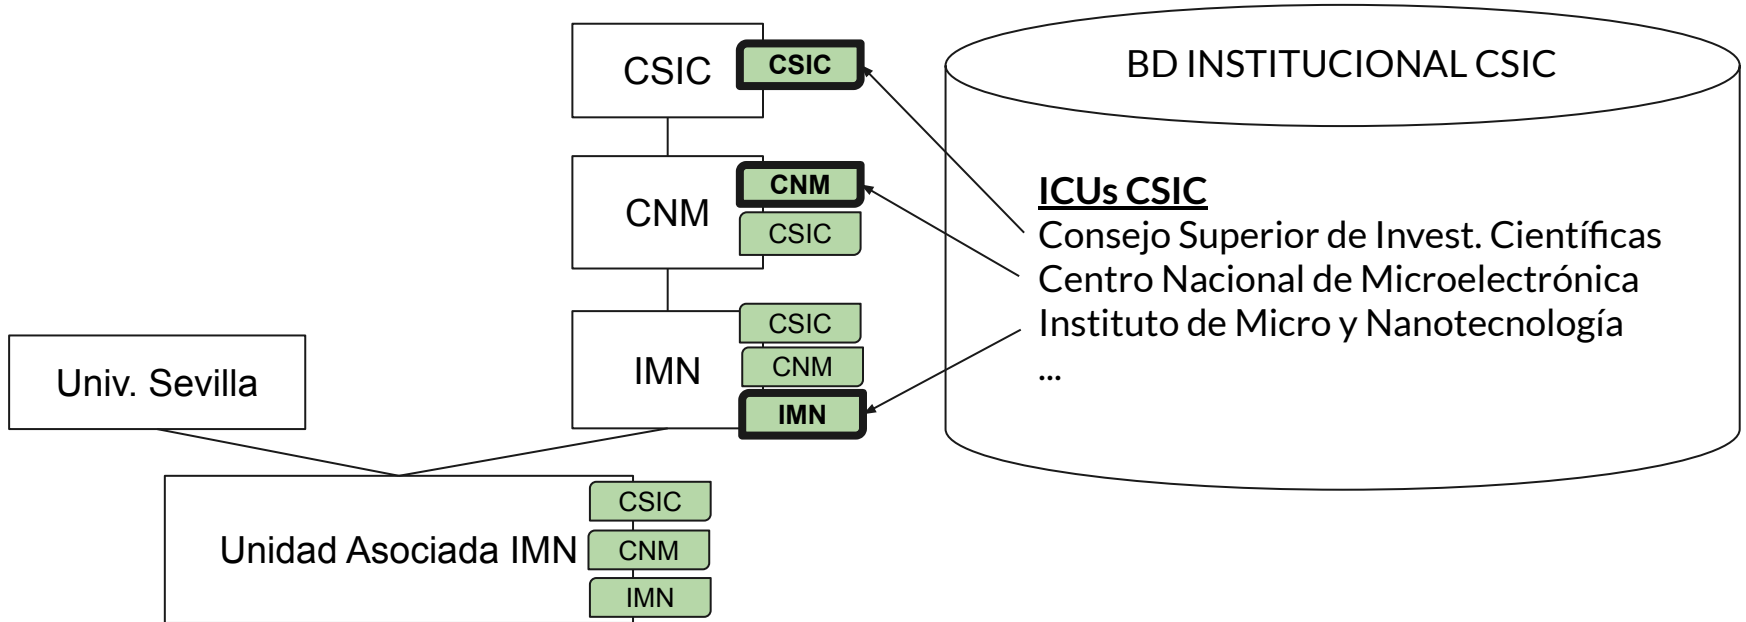 CSIC
CSIC
CNM
CNM
CSIC
IMN
CSIC
CNM
IMN
Univ. Sevilla
Unidad Asociada IMN
CSIC
CNM
IMN
BD INSTITUCIONAL CSIC
ICUs CSIC
Consejo Superior de Invest. Científicas
Centro Nacional de Microelectrónica
Instituto de Micro y Nanotecnología
...